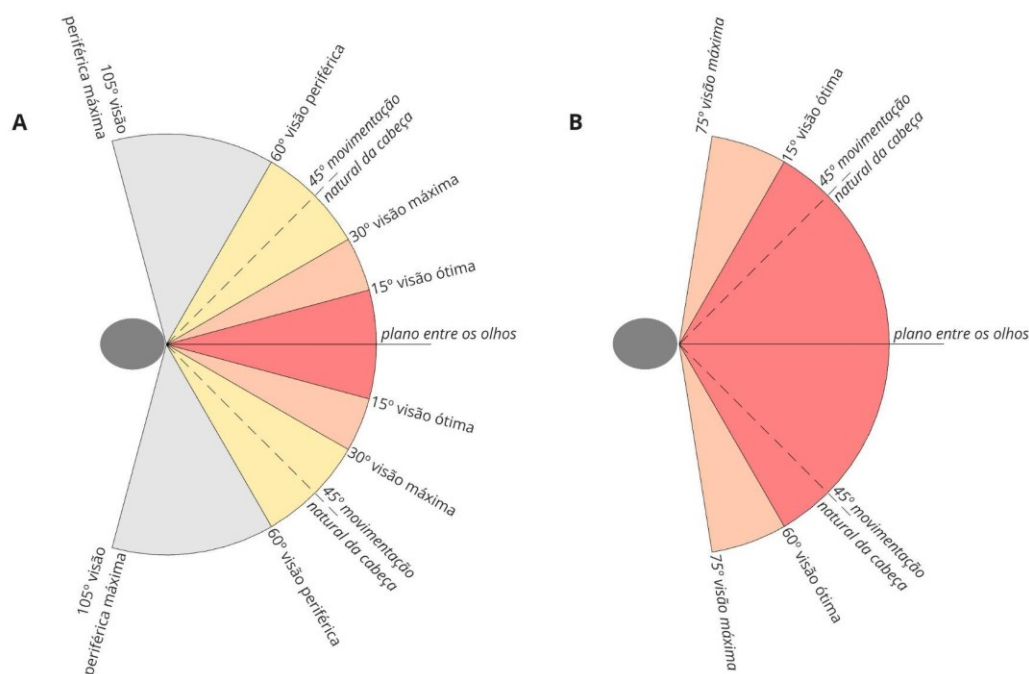 A
105º visão
periférica máxima
60º visão periférica
45º movimentação
natural da cabeça
30º visão máxima
15º visão ótima
plano entre os olhos
15º visão ótima
30º visão máxima
45º movimentação
natural da cabeça
60º visão periférica
105º visão
periférica máxima
B
75º visão máxima
15º visão ótima
45º movimentação
natural da cabeça
plano entre os olhos
45º movimentação
natural da cabeça
60º visão ótima
75º visão máxima